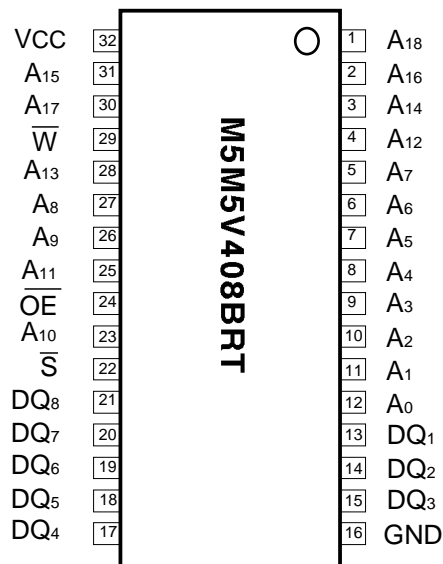 VCC 32 1 A18
A15 31 2 A16
A17 30 3 A14
W 29 4 A12
A13 28 5 A7
A8 27 6 A6
A9 26 7 A5
A11 25 8 A4
OE 24 9 A3
A10 23 10 A2
S 22 11 A1
DQ8 21 12 A0
DQ7 20 13 DQ1
DQ6 19 14 DQ2
DQ5 18 15 DQ3
DQ4 17 16 GND
M5M5V408BRT